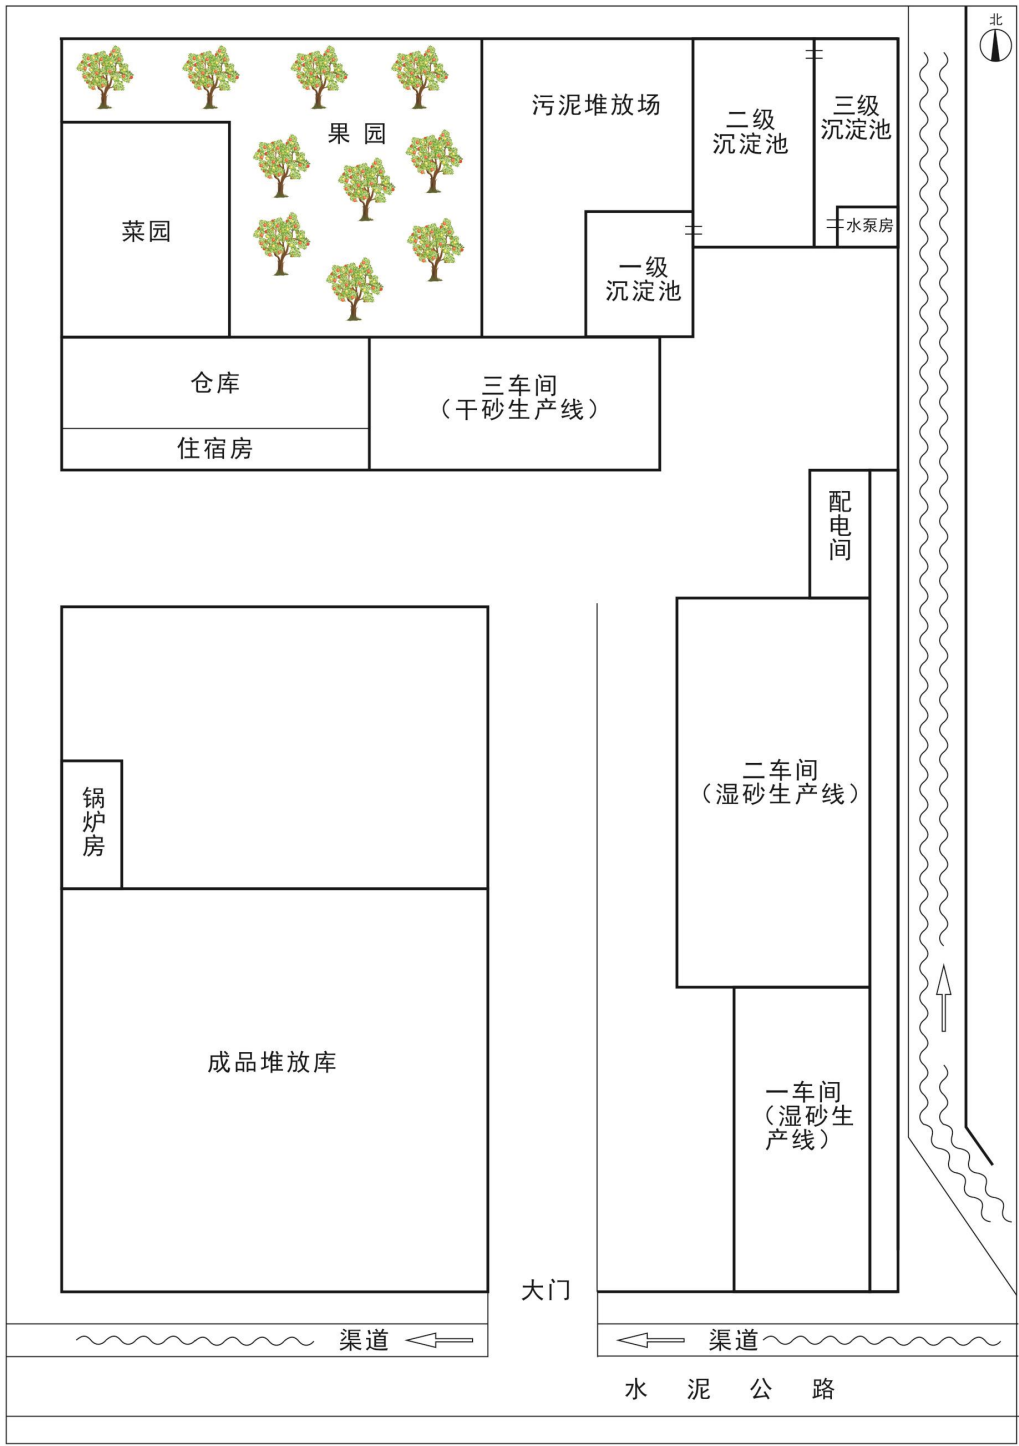 北
污泥堆放场
二级
沉淀池
三级
沉淀池
果 园
菜园
水泵房
一级
沉淀池
仓库
三车间
（干砂生产线）
住宿房
配
电
间
二车间
（湿砂生产线）
锅
炉
房
成品堆放库
一车间
（湿砂生
产线）
大门
渠道
渠道
水 泥 公 路